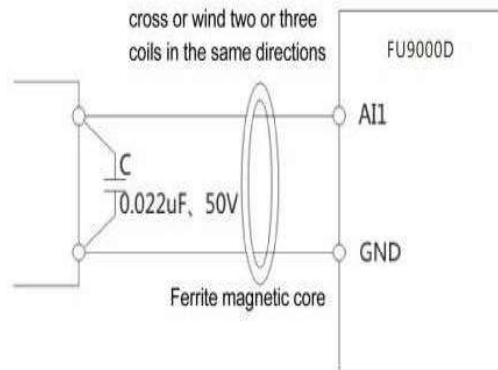 cross or wind two or three
coils in the same directions
FU9000D
AI1
C
0.022uF、50V
GND
Ferrite magnetic core